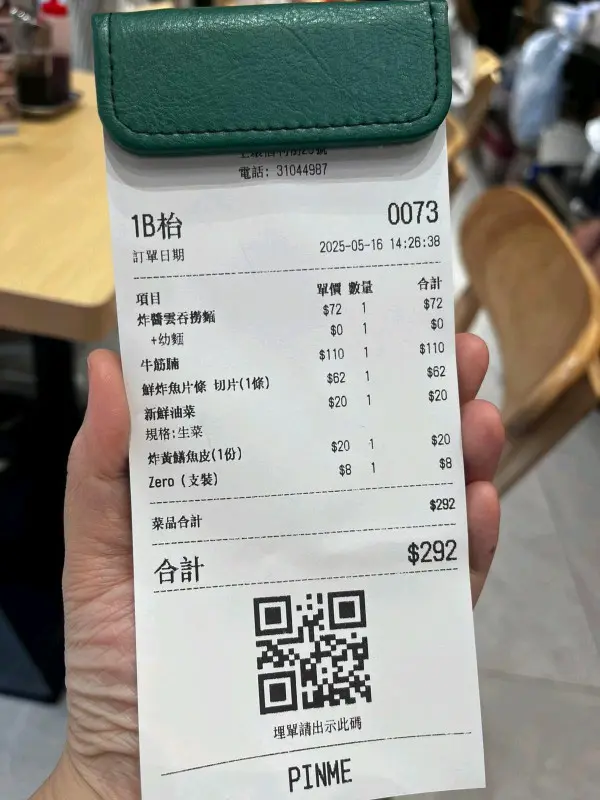 電話: 31044987
1B枱 0073
訂單日期 2025-05-16 14:26:38
項目 單價 數量 合計
炸醬雲吞撈麵 $72 1 $72
+幼麵 $0 1 $0
牛筋腩 $110 1 $110
鮮炸魚片條 切片(1條) $62 1 $62
新鮮油菜 $20 1 $20
規格:生菜
炸黃鱔魚皮(1份) $20 1 $20
Zero (支裝) $8 1 $8
菜品合計 $292
合計 $292
埋單請出示此碼
PINME